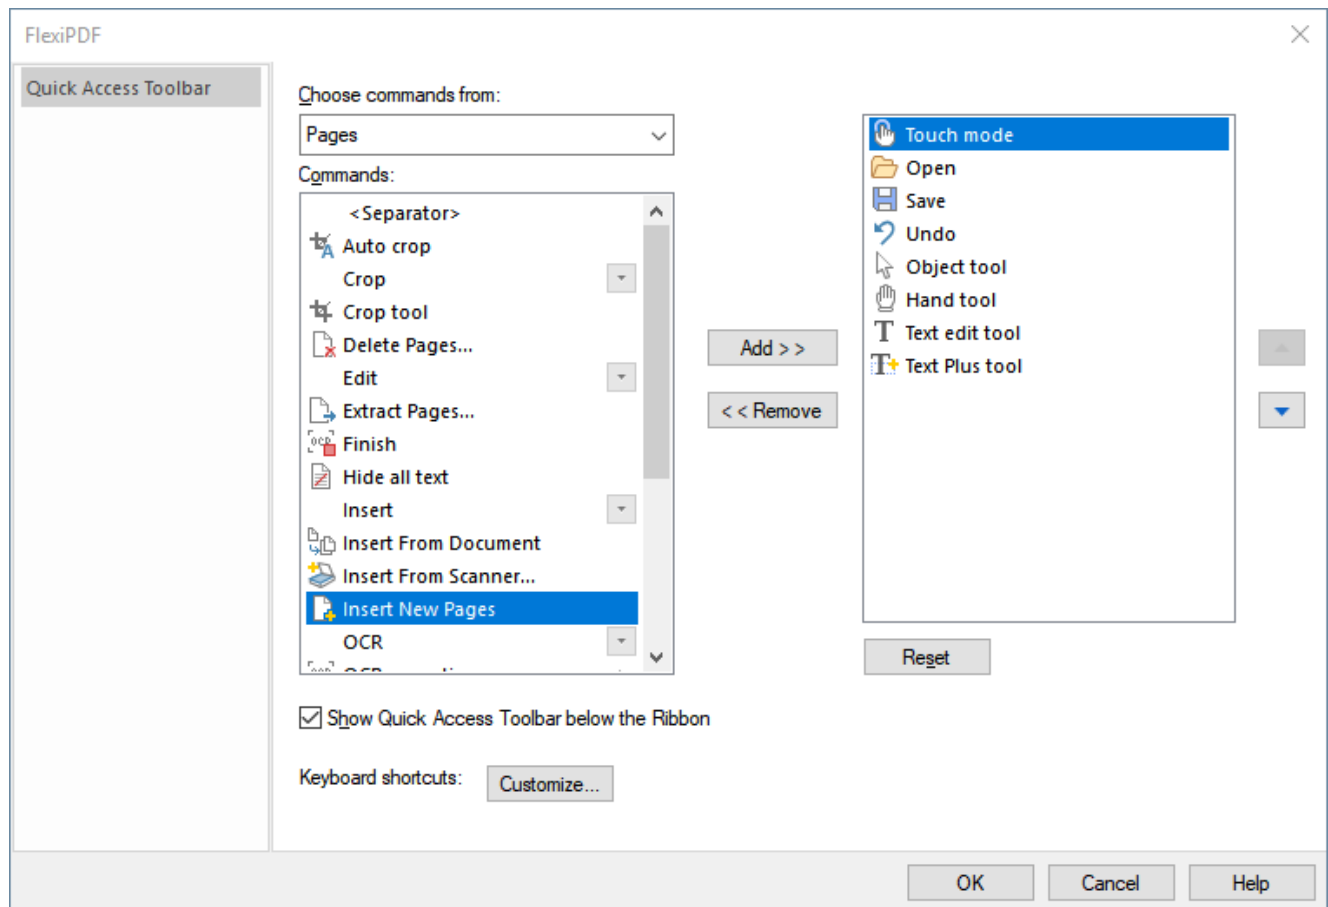 FlexiPDF
Quick Access Toolbar
Choose commands from:
Pages
Commands:
<Separator>
Auto crop
Crop
Crop tool
Delete Pages...
Edit
Extract Pages...
Finish
Hide all text
Insert
Insert From Document
Insert From Scanner...
Insert New Pages
OCR
Add > >
< < Remove
Touch mode
Open
Save
Undo
Object tool
Hand tool
Text edit tool
Text Plus tool
Reset
Show Quick Access Toolbar below the Ribbon
Keyboard shortcuts:
Customize...
OK
Cancel
Help